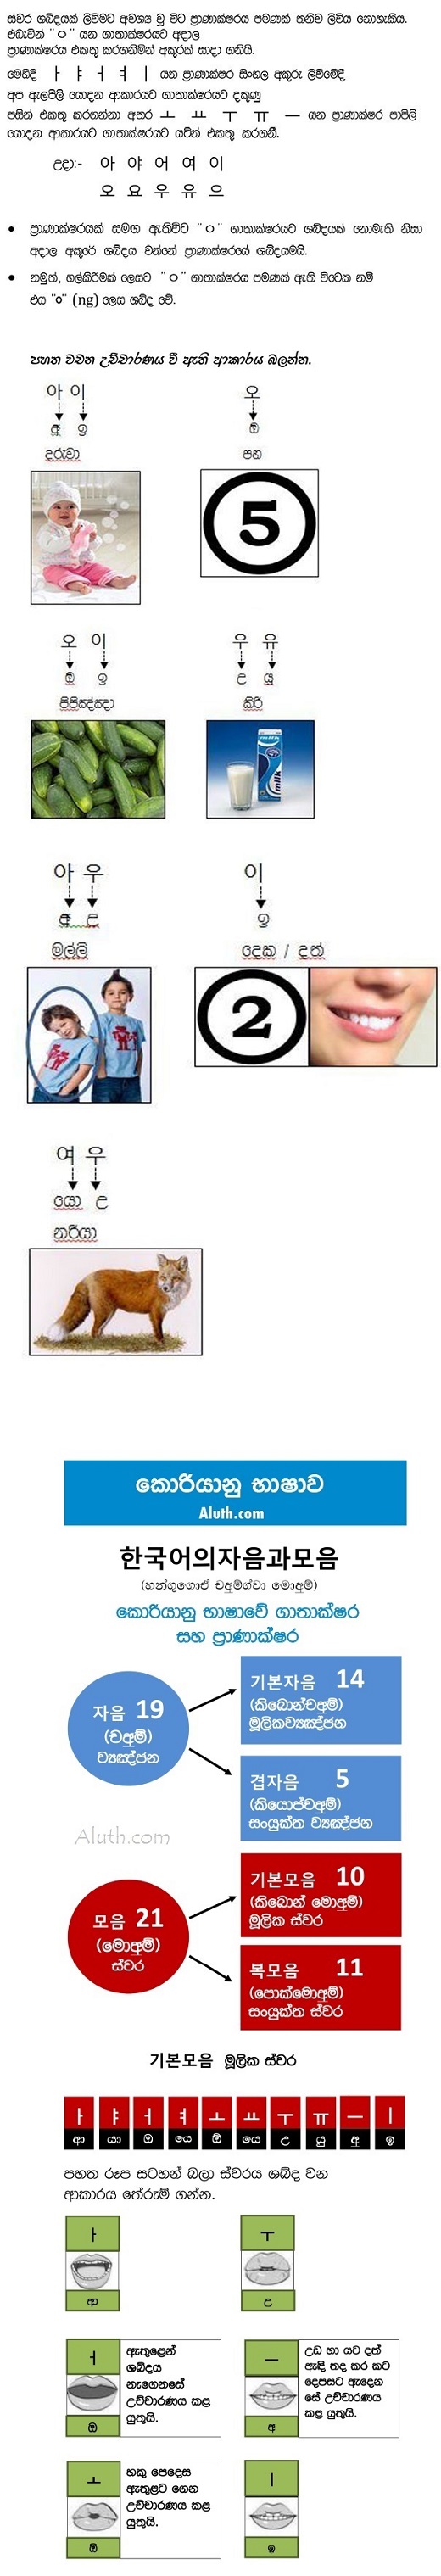 ස්වර ශබ්දයක් ලිවීමට අවශ්‍ය වූ විට ප්‍රාණාක්ෂරය පමණක් තනිව ලිවිය නොහැකිය.
එබැවින් "ㅇ" යන ගාතාක්ෂරයට අදාල
ප්‍රාණාක්ෂරය එකතු කරගනිමින් අකුරක් සාදා ගනියි.
මෙහිදී ㅏ ㅑ ㅓ ㅕ ㅣ යන ප්‍රාණාක්ෂර සිංහල අකුරු ලිවීමේදී
අප ඇලපිලි යොදන ආකාරයට ගාතාක්ෂරයට දකුණු
පසින් එකතු කරගන්නා අතර ㅗ ㅛ ㅜ ㅠ ㅡ යන ප්‍රාණාක්ෂර පාපිලි
යොදන ආකාරයට ගාතාක්ෂරයට යටින් එකතු කරගනී.
උදා:- 아 야 어 여 이
오 요 우 유 으
• ප්‍රාණාක්ෂරයක් සමඟ ඇතිවිට "ㅇ" ගාතාක්ෂරයට ශබ්දයක් නොමැති නිසා
අදාල අකුරේ ශබ්දය වන්නේ ප්‍රාණාක්ෂරයේ ශබ්දයමයි.
• නමුත්, හල්කිරීමක් ලෙසට "ㅇ" ගාතාක්ෂරය පමණක් ඇති විටෙක නම්
එය "ං" (ng) ලෙස ශබ්ද වේ.
පහත වචන උච්චාරණය වී ඇති ආකාරය බලන්න.
아 이
අ ඉ
දරුවා
오
ඔ
පහ
5
오 이
ඔ ඉ
පිපිඤ්ඤා
우 유
උ යූ
කිරි
milk
아 우
අ උ
මල්ලි
이
ඉ
දෙක / දත්
2
여 우
යො උ
නරියා
කොරියානු භාෂාව
Aluth.com
한국어의자음과모음
(හන්ගුගොඒ චඅම්ග්වා මොඅුම්)
කොරියානු භාෂාවේ ගාතාක්ෂර
සහ ප්‍රාණාක්ෂර
자음 19
(චඅුම්)
ව්‍යඤ්ජන
기본자음 14
(කිබොන්චඅුම්)
මූලිකව්‍යඤ්ජන
겹자음 5
(කියොප්චඅුම්)
සංයුක්ත ව්‍යඤ්ජන
Aluth.com
모음 21
(මොඅුම්)
ස්වර
기본모음 10
(කිබොන් මොඅුම්)
මූලික ස්වර
복모음 11
(පොක්මොඅුම්)
සංයුක්ත ස්වර
기본모음 මූලික ස්වර
ㅏ ㅑ ㅓ ㅕ ㅗ ㅛ ㅜ ㅠ ㅡ ㅣ
ආ යා ඔ යෙ ඕ යෙ උ යු අු ඉ
පහත රූප සටහන් බලා ස්වරය ශබ්ද වන
ආකාරය තේරුම් ගන්න.
ㅏ
ආ
ㅜ
උ
ㅓ
ඔ
ඇතුළෙන්
ශබ්දය
නැගෙනසේ
උච්චාරණය කළ
යුතුයි.
ㅡ
අු
උඩ හා යට දත්
ඇඳි තද කර කට
දෙපසට ඇදෙන
සේ උච්චාරණය
කළ යුතුයි.
ㅗ
ඕ
හකු පෙදෙස
ඇතුළට ගෙන
උච්චාරණය කළ
යුතුයි.
ㅣ
ඉ